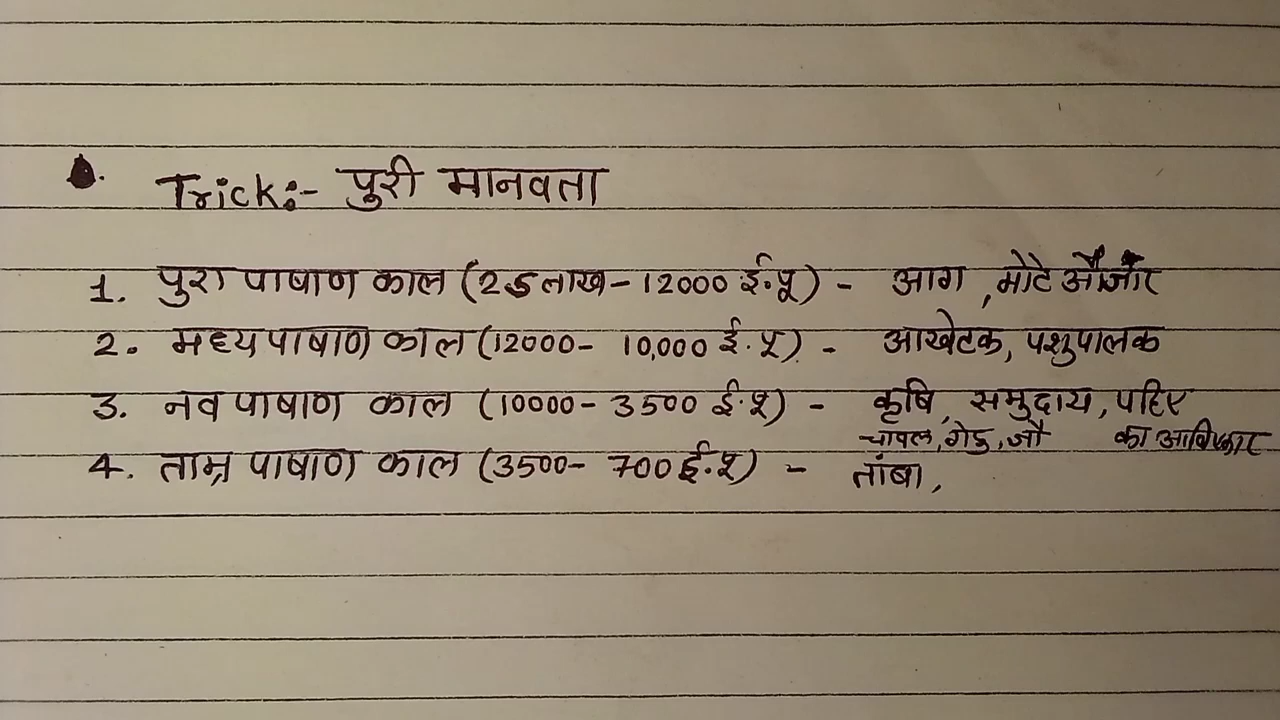 Trick:- पुरी मानवता
1. पुरा पाषाण काल (25 लाख - 12000 ई.पू) - आग, मोटे औजार
2. मध्य पाषाण काल (12000 - 10,000 ई.पू) - आखेटक, पशुपालक
3. नव पाषाण काल (10000 - 3500 ई.पू) - कृषि, समुदाय, पहिए
चावल, गेहु, जौ का आविष्कार
4. ताम्र पाषाण काल (3500 - 700 ई.पू) - तांबा,